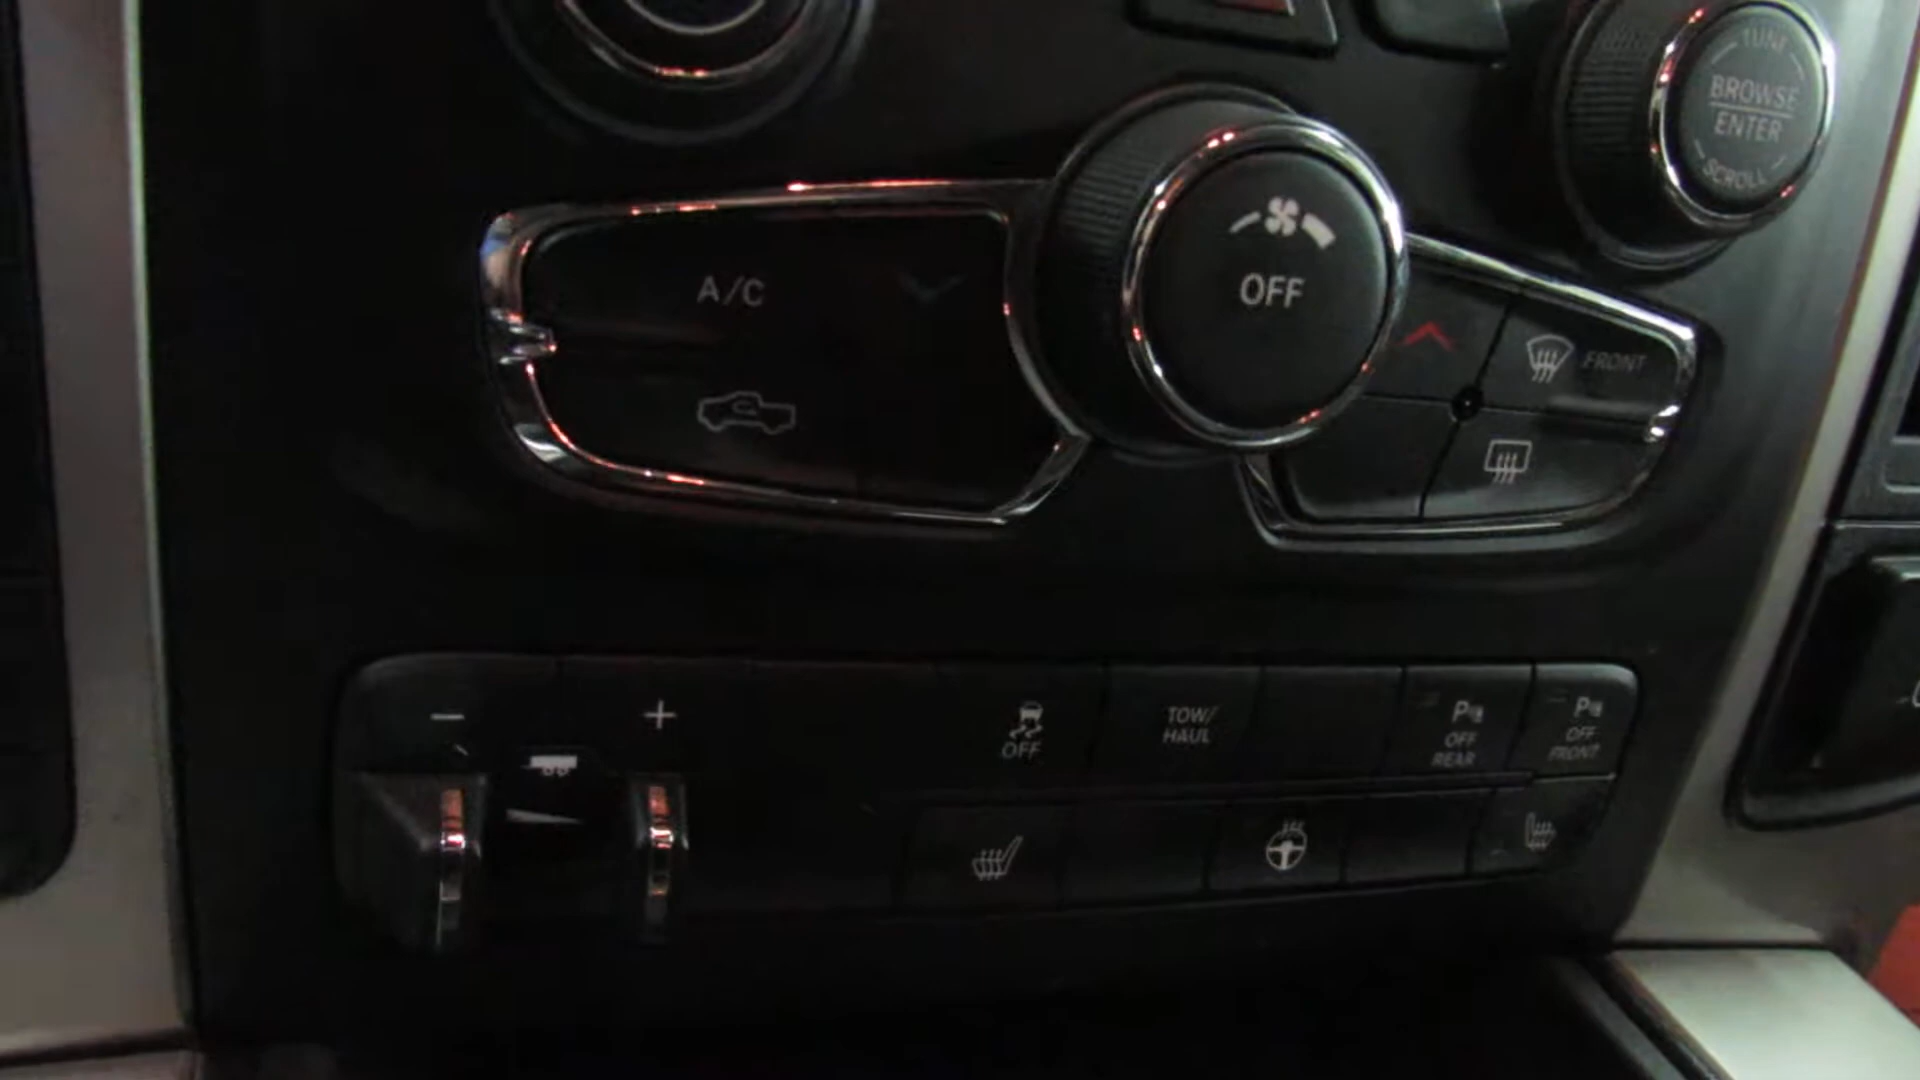 TUNE
BROWSE
ENTER
SCROLL
A/C
OFF
FRONT
- +
OFF
TOW/
HAUL
P
OFF
REAR
P
OFF
FRONT